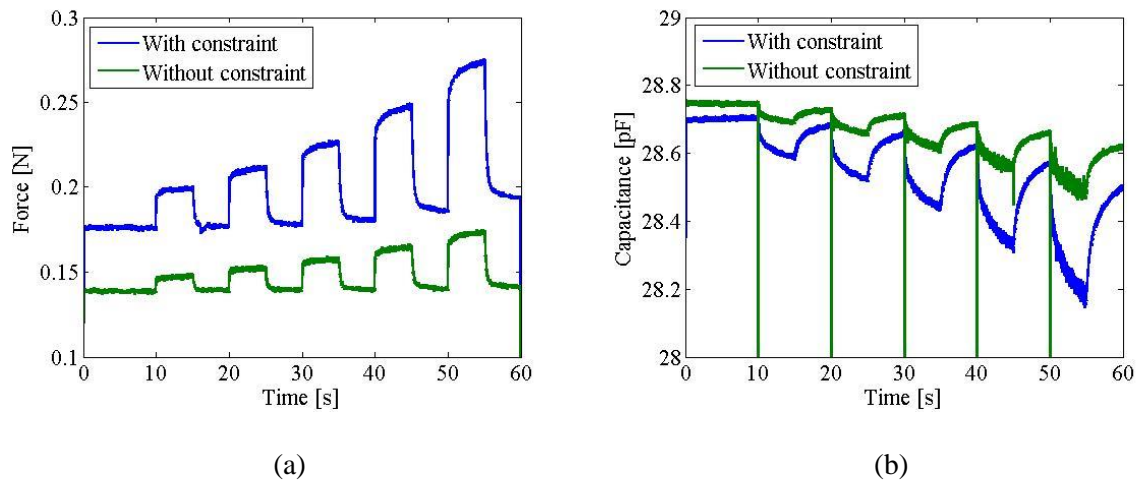 0.3
0.25
0.2
0.15
0.1
Force [N]
With constraint
Without constraint
0 10 20 30 40 50 60
Time [s]
(a)
29
28.8
28.6
28.4
28.2
28
Capacitance [pF]
With constraint
Without constraint
0 10 20 30 40 50 60
Time [s]
(b)